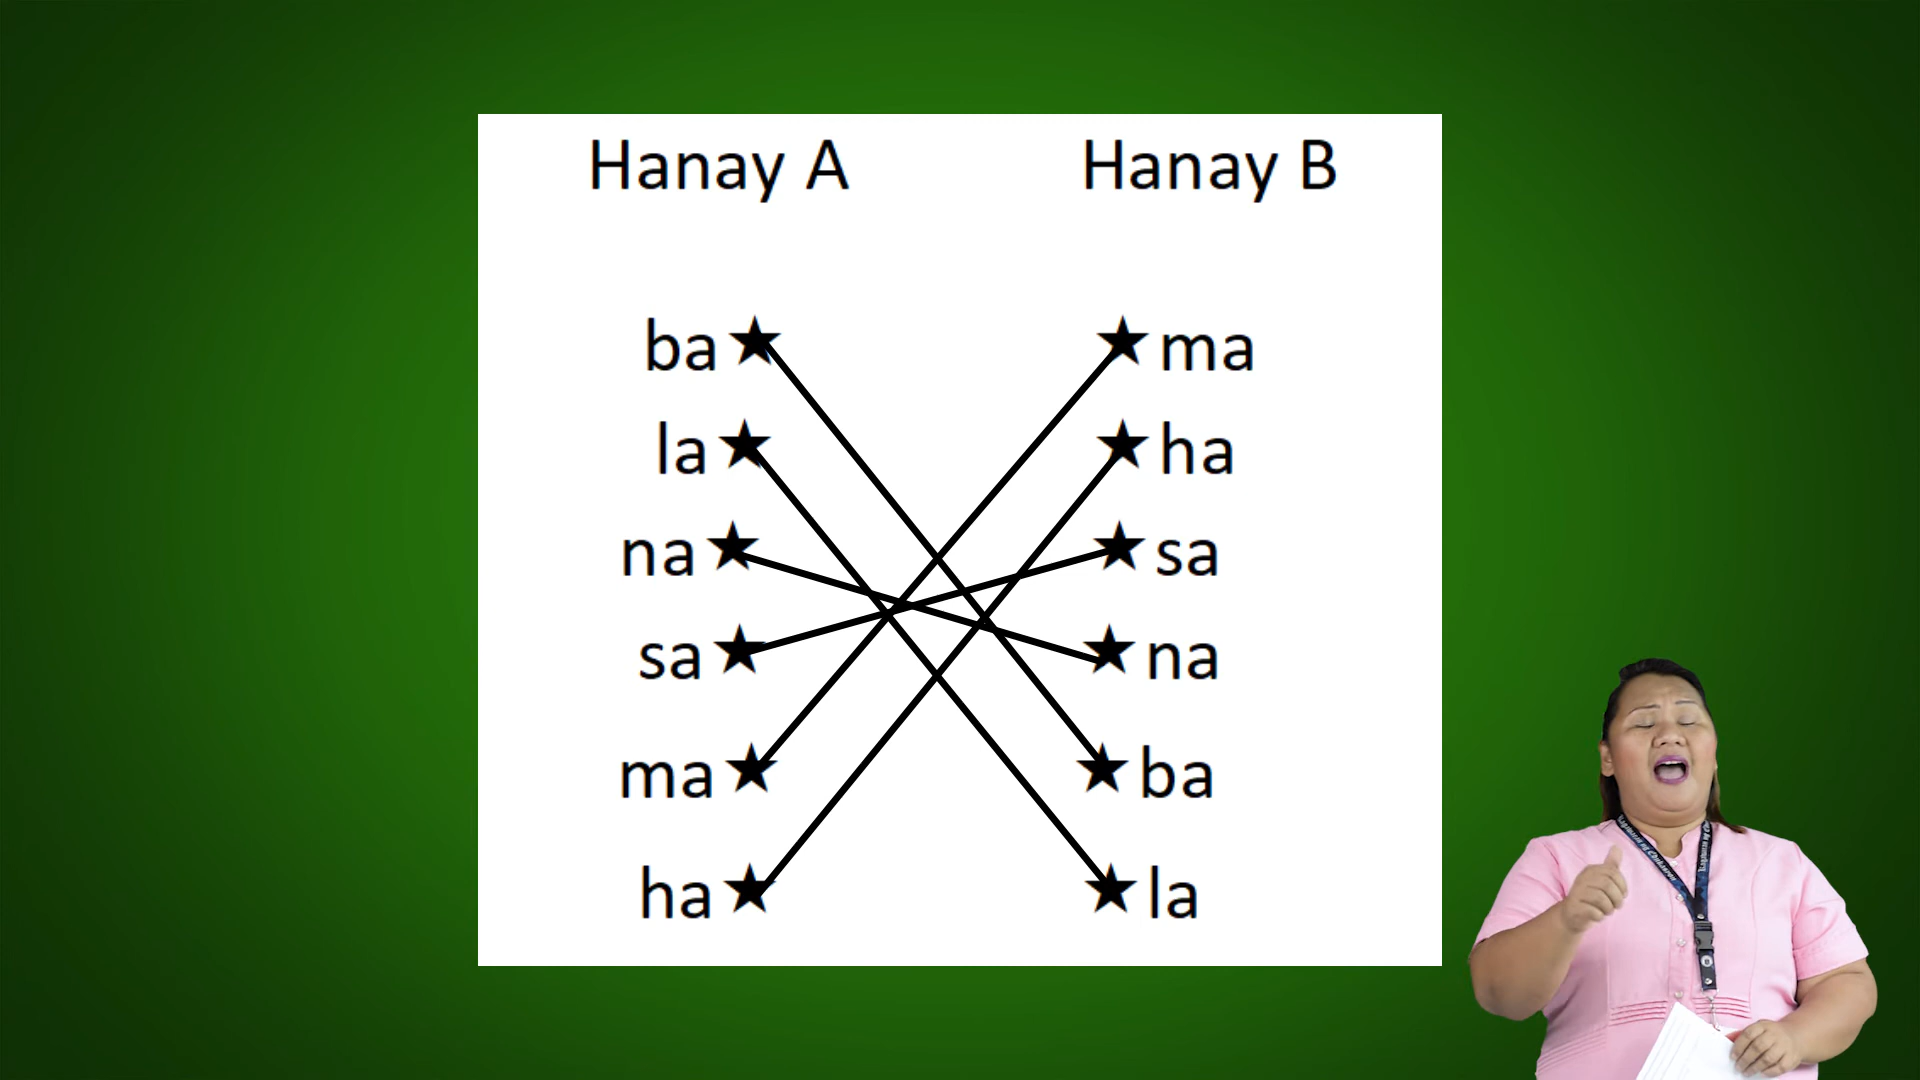 Hanay A Hanay B
ba ★ ★ ma
la ★ ★ ha
na ★ ★ sa
sa ★ ★ na
ma ★ ★ ba
ha ★ ★ la